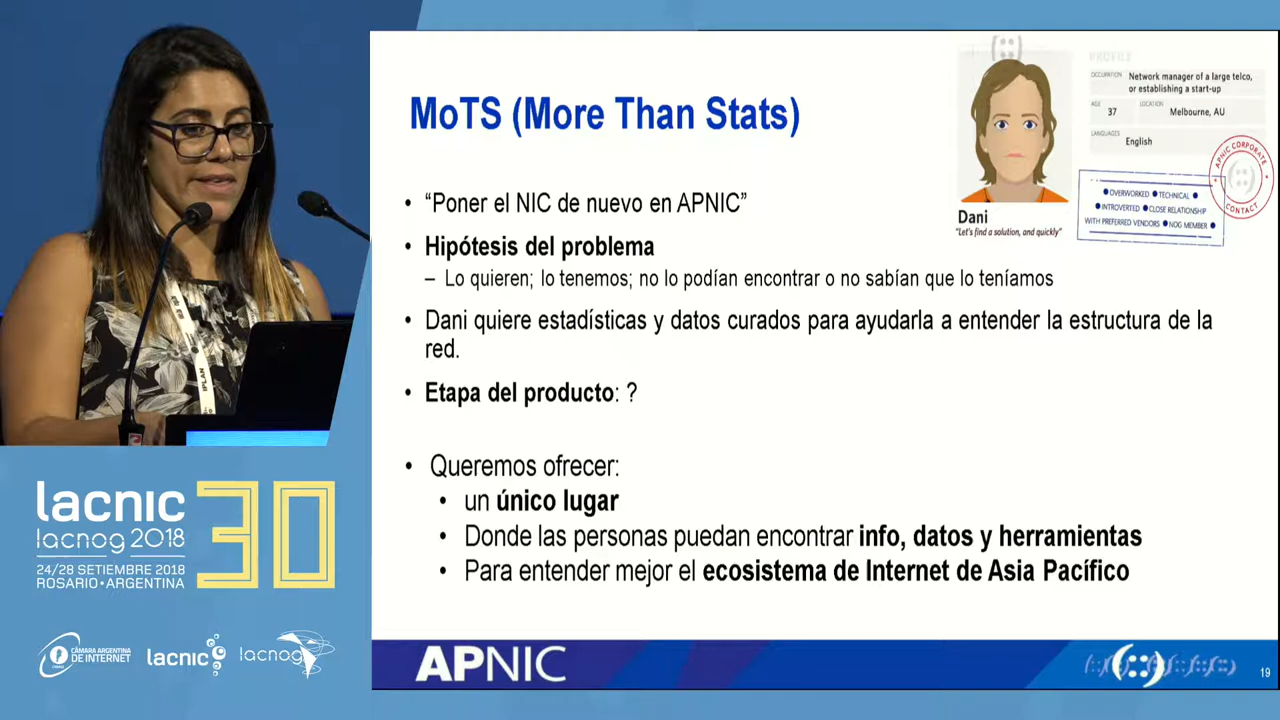 MoTS (More Than Stats)
• “Poner el NIC de nuevo en APNIC”
• Hipótesis del problema
– Lo quieren; lo tenemos; no lo podían encontrar o no sabían que lo teníamos
• Dani quiere estadísticas y datos curados para ayudarla a entender la estructura de la
red.
• Etapa del producto: ?
• Queremos ofrecer:
• un único lugar
• Donde las personas puedan encontrar info, datos y herramientas
• Para entender mejor el ecosistema de Internet de Asia Pacífico
PROFILE
OCCUPATION Network manager of a large telco,
or establishing a start-up
AGE 37 LOCATION Melbourne, AU
LANGUAGES English
Dani
"Let's find a solution, and quickly"
• OVERWORKED • TECHNICAL •
• INTROVERTED • CLOSE RELATIONSHIP
WITH PREFERRED VENDORS • NOG MEMBER •
APNIC CORPORATE
CONTACT
APNIC
19
IPLAN
lacnic 30
lacnog 2018
24/28 SETIEMBRE 2018
ROSARIO • ARGENTINA
CÁMARA ARGENTINA
DE INTERNET
lacnic
lacnog